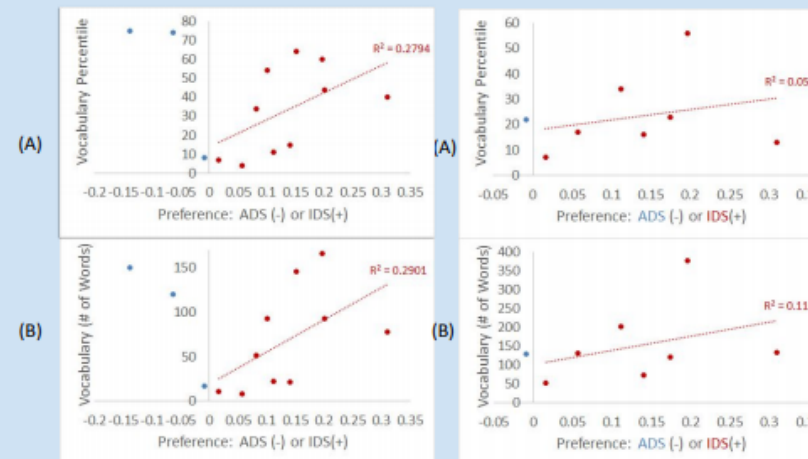 (A)
Vocabulary Percentile
80
70
60
50
40
30
20
10
0
R² = 0.2794
-0.2 -0.15 -0.1 -0.05 0 0.05 0.1 0.15 0.2 0.25 0.3 0.35
Preference: ADS (-) or IDS(+)
(A)
Vocabulary Percentile
60
50
40
30
20
10
0
R² = 0.05
-0.05 0 0.05 0.1 0.15 0.2 0.25 0.3
Preference: ADS (-) or IDS(+)
(B)
Vocabulary (# of Words)
150
100
50
0
R² = 0.2901
-0.2 -0.15 -0.1 -0.05 0 0.05 0.1 0.15 0.2 0.25 0.3 0.35
Preference: ADS (-) or IDS(+)
(B)
Vocabulary (# of Words)
400
350
300
250
200
150
100
50
0
R² = 0.11
-0.05 0 0.05 0.1 0.15 0.2 0.25 0.3
Preference: ADS (-) or IDS(+)